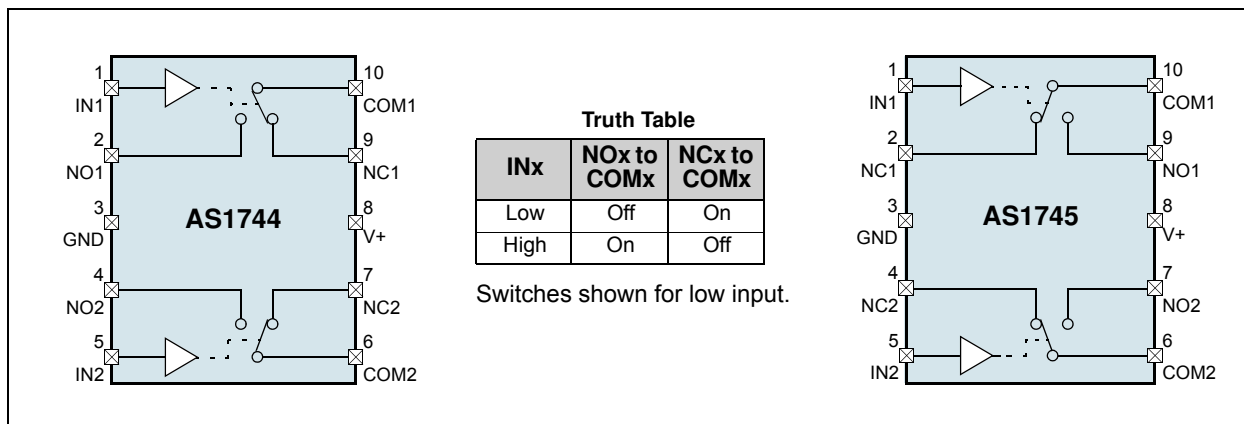 1
IN1
2
NO1
3
GND
4
NO2
5
IN2
AS1744
10
COM1
9
NC1
8
V+
7
NC2
6
COM2
Truth Table
INx NOx to COMx NCx to COMx
Low Off On
High On Off
Switches shown for low input.
1
IN1
2
NC1
3
GND
4
NC2
5
IN2
AS1745
10
COM1
9
NO1
8
V+
7
NO2
6
COM2